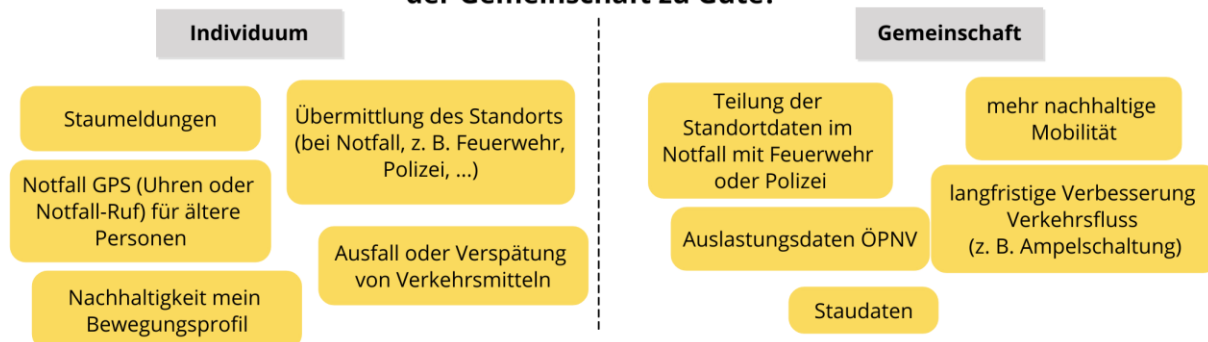 der Gemeinschaft zu Gute?
Individuum
Staumeldungen
Übermittlung des Standorts
(bei Notfall, z. B. Feuerwehr,
Polizei, ...)
Notfall GPS (Uhren oder
Notfall-Ruf) für ältere
Personen
Ausfall oder Verspätung
von Verkehrsmitteln
Nachhaltigkeit mein
Bewegungsprofil
Gemeinschaft
Teilung der
Standortdaten im
Notfall mit Feuerwehr
oder Polizei
mehr nachhaltige
Mobilität
langfristige Verbesserung
Verkehrsfluss
(z. B. Ampelschaltung)
Auslastungsdaten ÖPNV
Staudaten